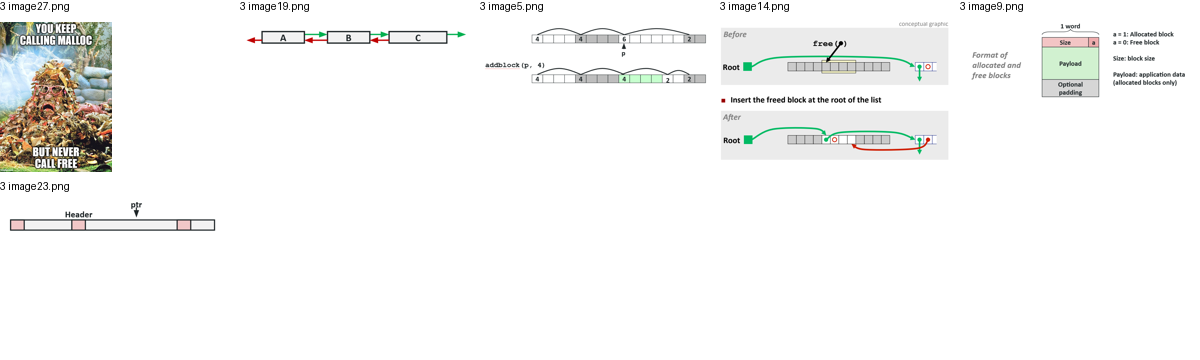 3 image27.png
3 image19.png
3 image5.png
3 image14.png
3 image9.png
YOU KEEP
CALLING MALLOC
BUT NEVER
CALL FREE
A
B
C
4
4
6
2
p
addblock(p, 4)
4
4
4
2
2
conceptual graphic
Before
free( )
Root
Insert the freed block at the root of the list
After
Root
Format of
allocated and
free blocks
1 word
Size
a
Payload
Optional
padding
a = 1: Allocated block
a = 0: Free block
Size: block size
Payload: application data
(allocated blocks only)
3 image23.png
Header
ptr